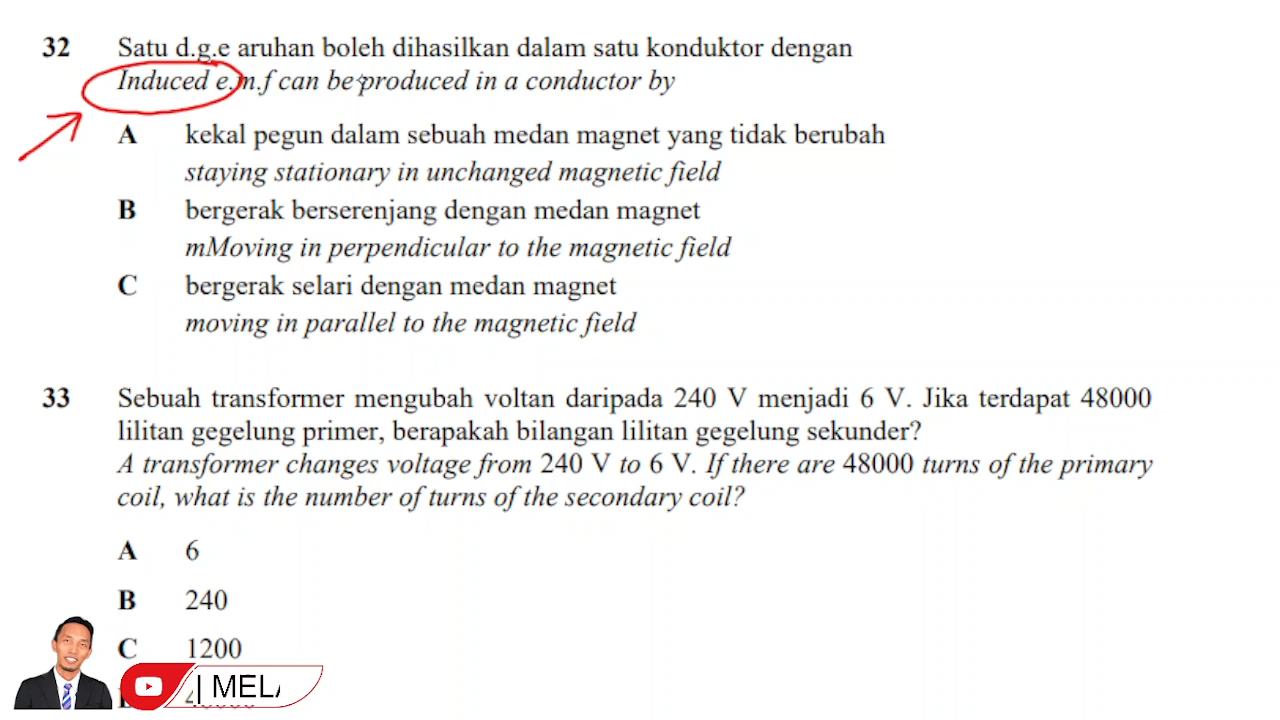 32 Satu d.g.e aruhan boleh dihasilkan dalam satu konduktor dengan
Induced e.m.f can be produced in a conductor by
A kekal pegun dalam sebuah medan magnet yang tidak berubah
staying stationary in unchanged magnetic field
B bergerak berserenjang dengan medan magnet
mMoving in perpendicular to the magnetic field
C bergerak selari dengan medan magnet
moving in parallel to the magnetic field
33 Sebuah transformer mengubah voltan daripada 240 V menjadi 6 V. Jika terdapat 48000
lilitan gegelung primer, berapakah bilangan lilitan gegelung sekunder?
A transformer changes voltage from 240 V to 6 V. If there are 48000 turns of the primary
coil, what is the number of turns of the secondary coil?
A 6
B 240
C 1200
| MELA